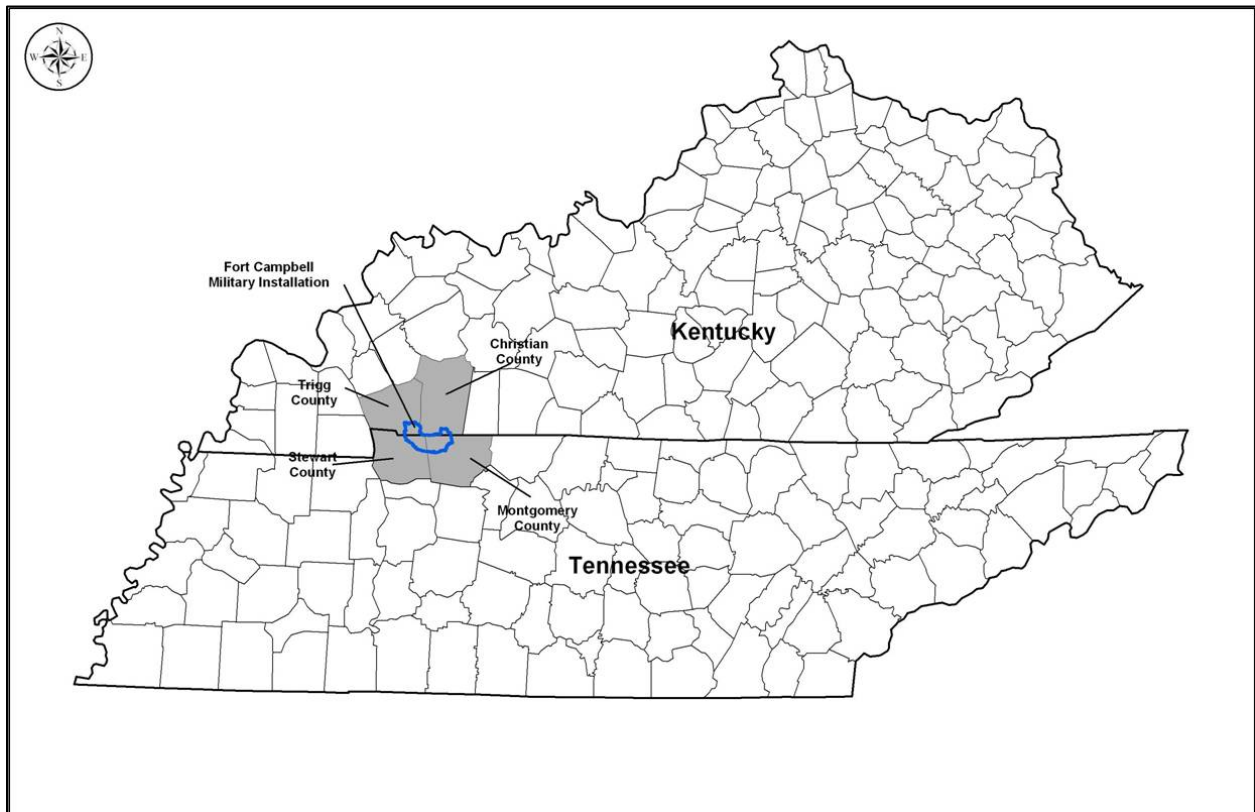 N
W E
S
Fort Campbell
Military Installation
Christian
County
Kentucky
Trigg
County
Stewart
County
Montgomery
County
Tennessee